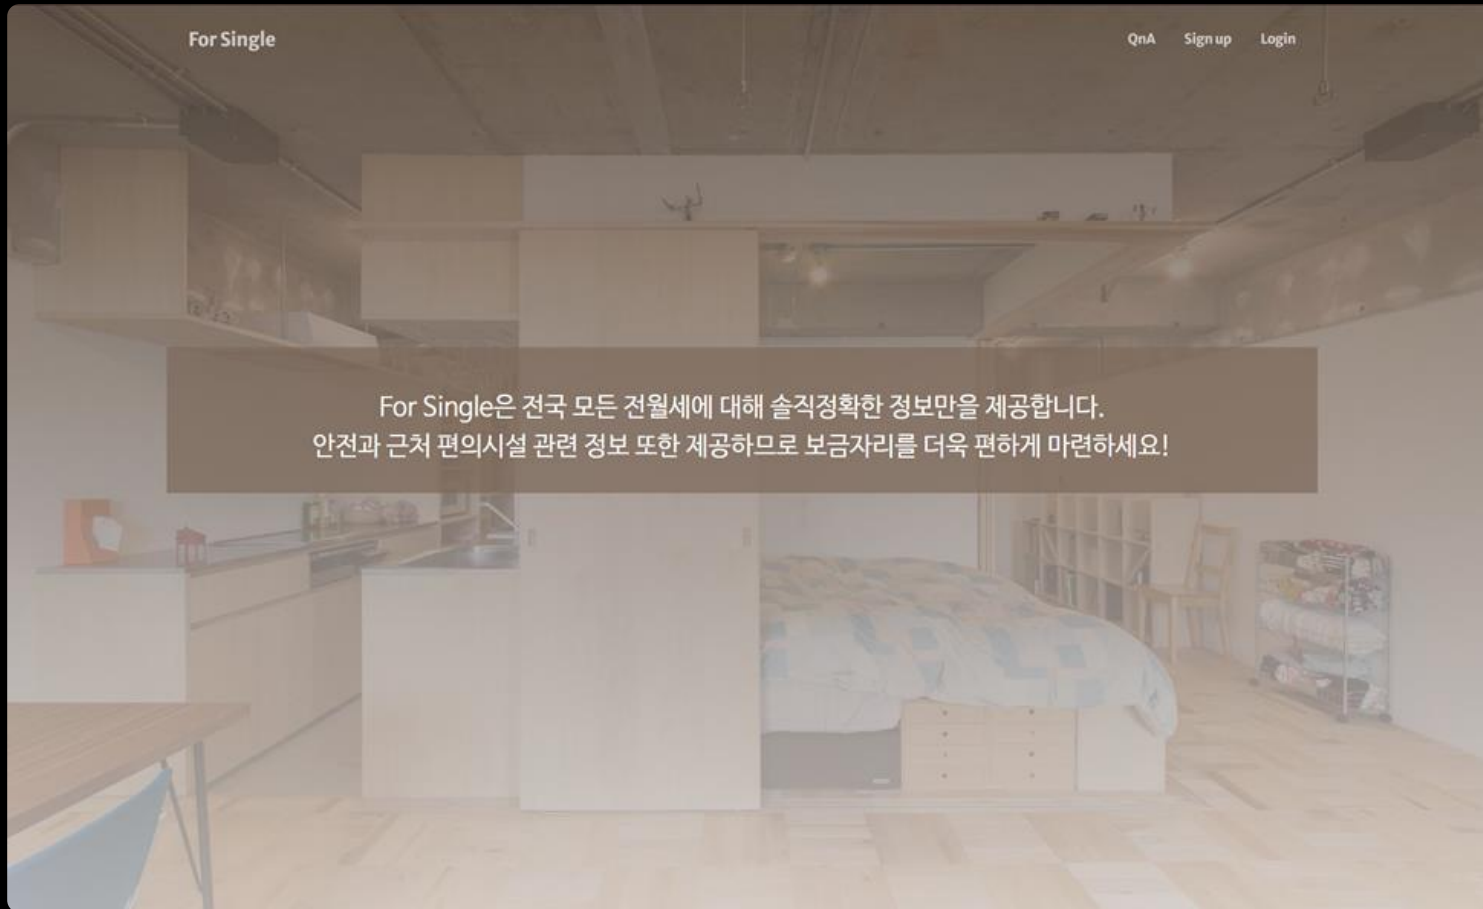 For Single
QnA Sign up Login
For Single은 전국 모든 전월세에 대해 솔직정확한 정보만을 제공합니다.
안전과 근처 편의시설 관련 정보 또한 제공하므로 보금자리를 더욱 편하게 마련하세요!